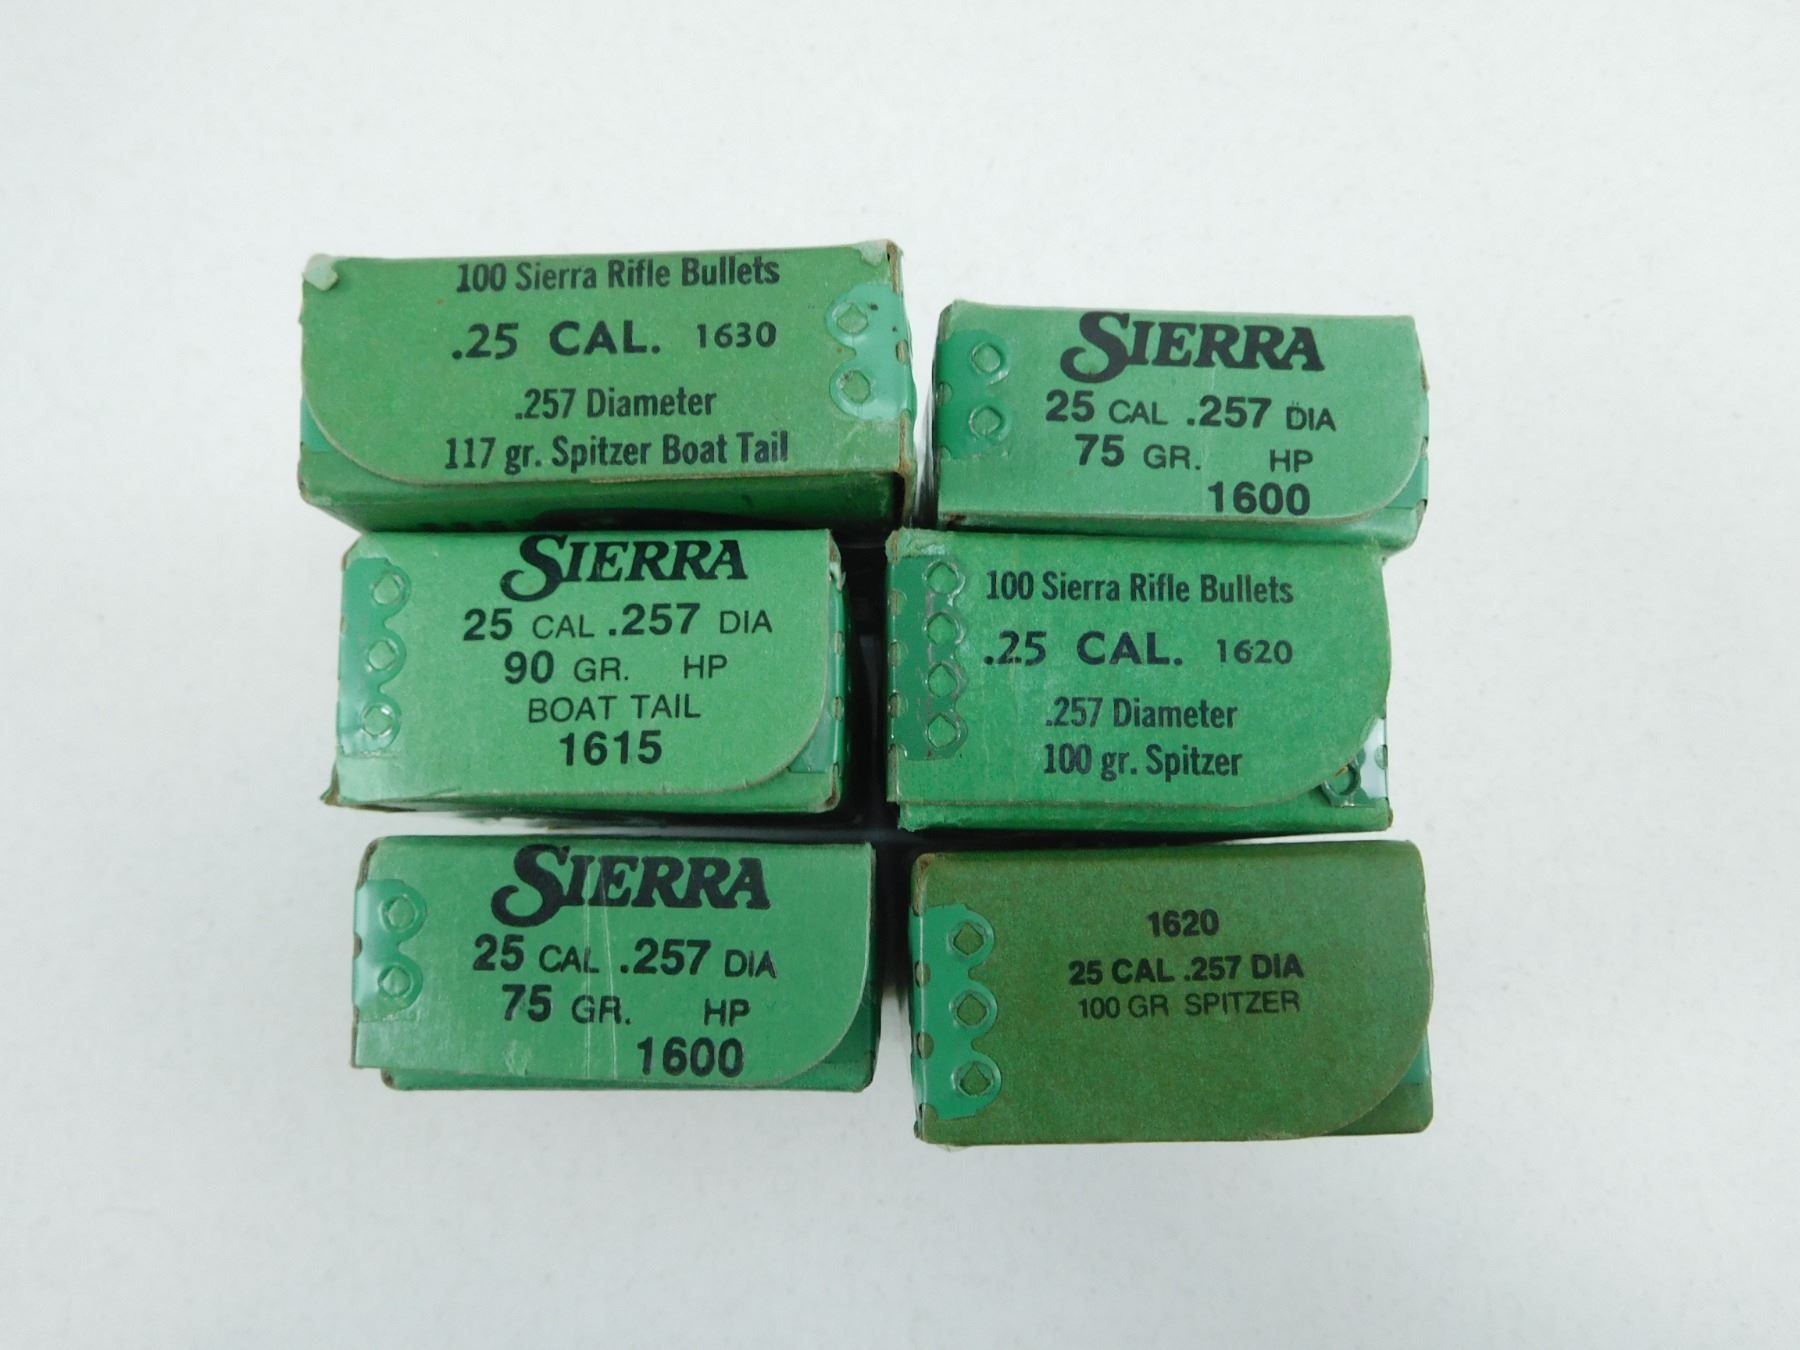 100 Sierra Rifle Bullets
.25 CAL. 1630
.257 Diameter
117 gr. Spitzer Boat Tail
SIERRA
25 CAL .257 DIA
75 GR. HP
1600
SIERRA
25 CAL .257 DIA
90 GR. HP
BOAT TAIL
1615
100 Sierra Rifle Bullets
.25 CAL. 1620
.257 Diameter
100 gr. Spitzer
SIERRA
25 CAL .257 DIA
75 GR. HP
1600
1620
25 CAL .257 DIA
100 GR SPITZER